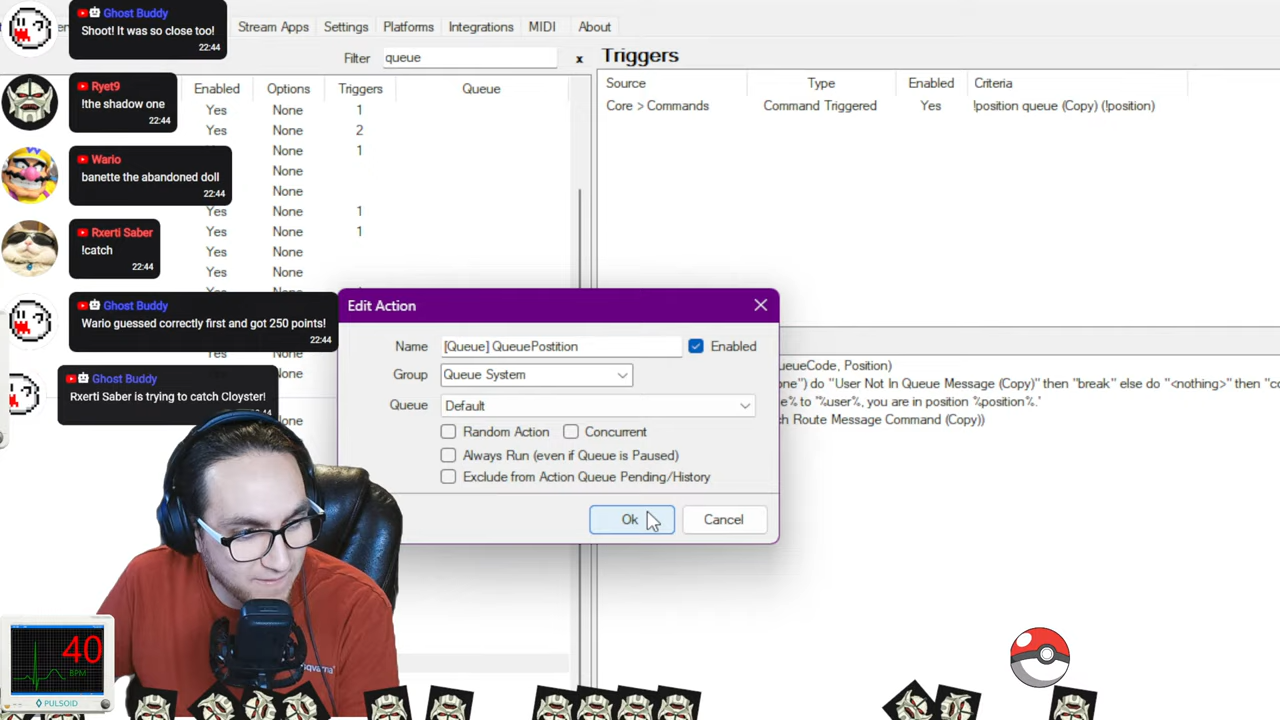 Ghost Buddy
Shoot! It was so close too!
22:44
Ryet9
!the shadow one
22:44
Wario
banette the abandoned doll
22:44
Rxerti Saber
!catch
22:44
Ghost Buddy
Wario guessed correctly first and got 250 points!
22:44
Ghost Buddy
Rxerti Saber is trying to catch Cloyster!
22:44
Stream Apps Settings Platforms Integrations MIDI About
Filter queue x
Enabled Options Triggers Queue
Yes None 1
Yes None 2
Yes None 1
None
None
Yes None 1
Yes None 1
Yes None
Yes None
Yes None
None
Triggers
Source Type Enabled Criteria
Core > Commands Command Triggered Yes !position queue (Copy) (!position)
Edit Action
Name [Queue] QueuePostition Enabled
Group Queue System
Queue Default
Random Action Concurrent
Always Run (even if Queue is Paused)
Exclude from Action Queue Pending/History
Ok Cancel
ueueCode, Position)
one") do "User Not In Queue Message (Copy)" then "break" else do "<nothing>" then "co
e% to "%user%, you are in position %position%.'
ch Route Message Command (Copy))
40
BPM
PULSOID